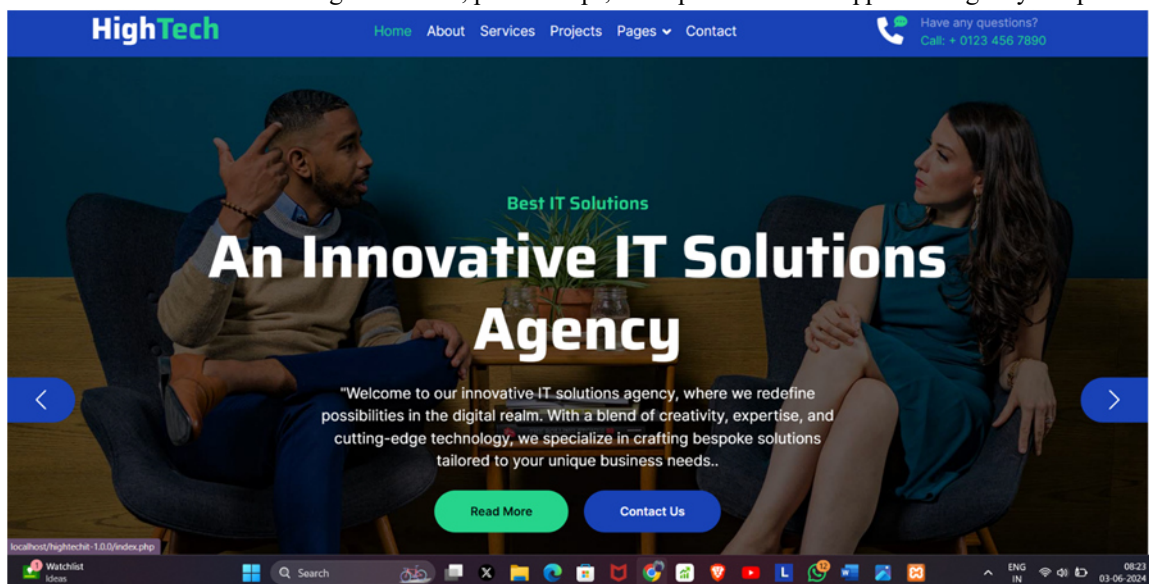 HighTech
Home About Services Projects Pages Contact
Have any questions?
Call: + 0123 456 7890
Best IT Solutions
An Innovative IT Solutions
Agency
"Welcome to our innovative IT solutions agency, where we redefine
possibilities in the digital realm. With a blend of creativity, expertise, and
cutting-edge technology, we specialize in crafting bespoke solutions
tailored to your unique business needs..
Read More Contact Us
localhost/hightechit-1.0.0/index.php
Watchlist
Ideas
Search
ENG
IN
08:23
03-06-2024